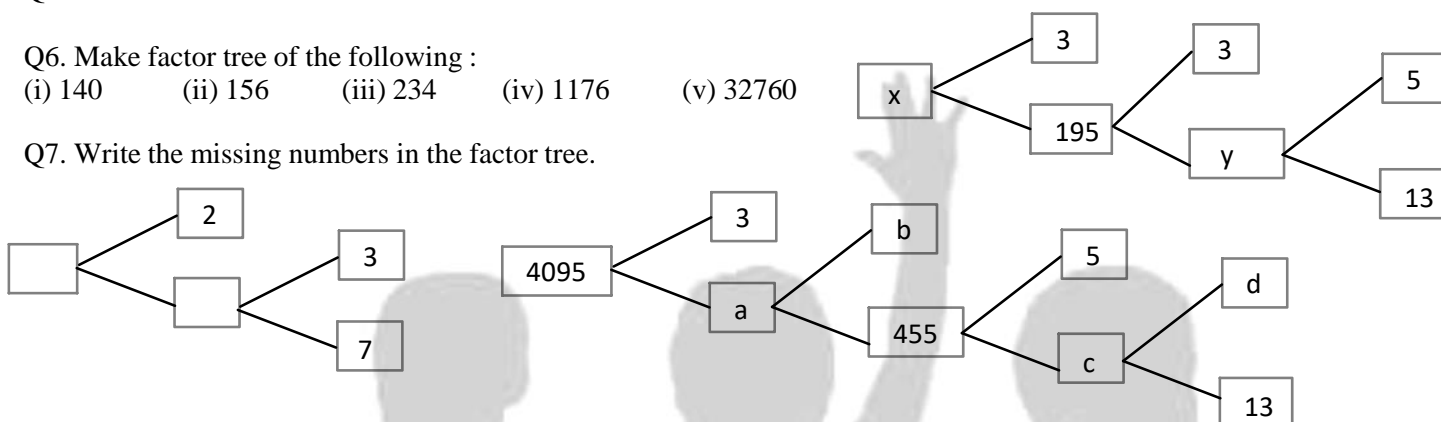 Q6. Make factor tree of the following :
(i) 140 (ii) 156 (iii) 234 (iv) 1176 (v) 32760
Q7. Write the missing numbers in the factor tree.
3
x
195
3
y
5
13
2
3
7
4095
3
a
b
455
5
c
d
13